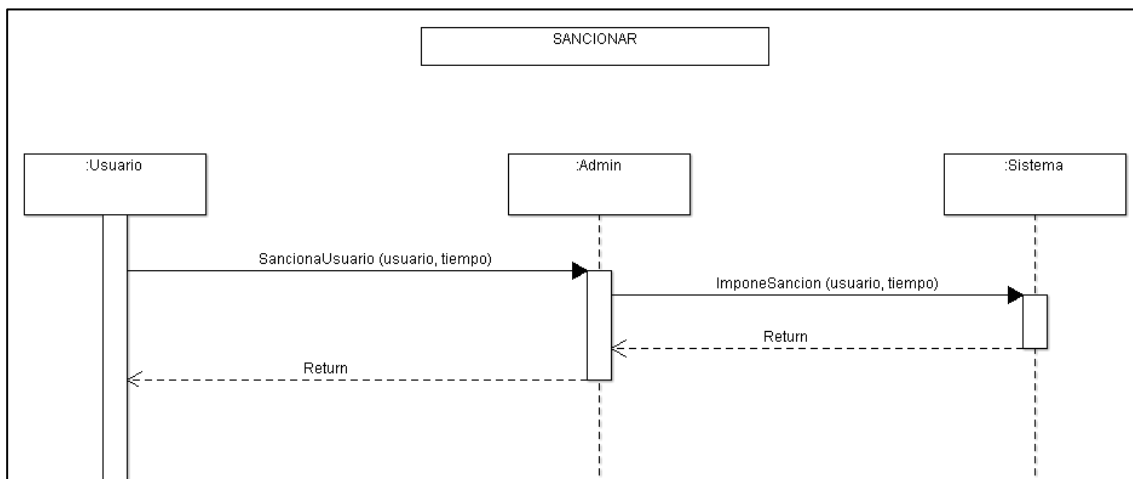 SANCIONAR
:Usuario
:Admin
:Sistema
SancionaUsuario (usuario, tiempo)
ImponeSancion (usuario, tiempo)
Return
Return